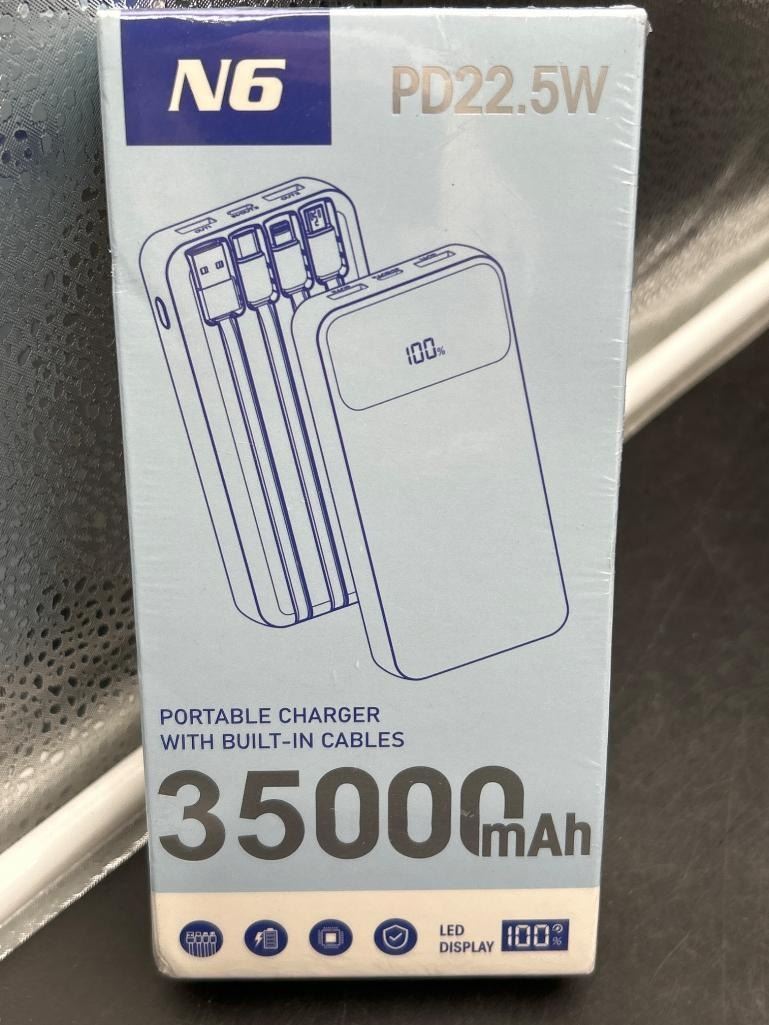 N6
PD22.5W
100%
PORTABLE CHARGER
WITH BUILT-IN CABLES
35000mAh
LED
DISPLAY
100%